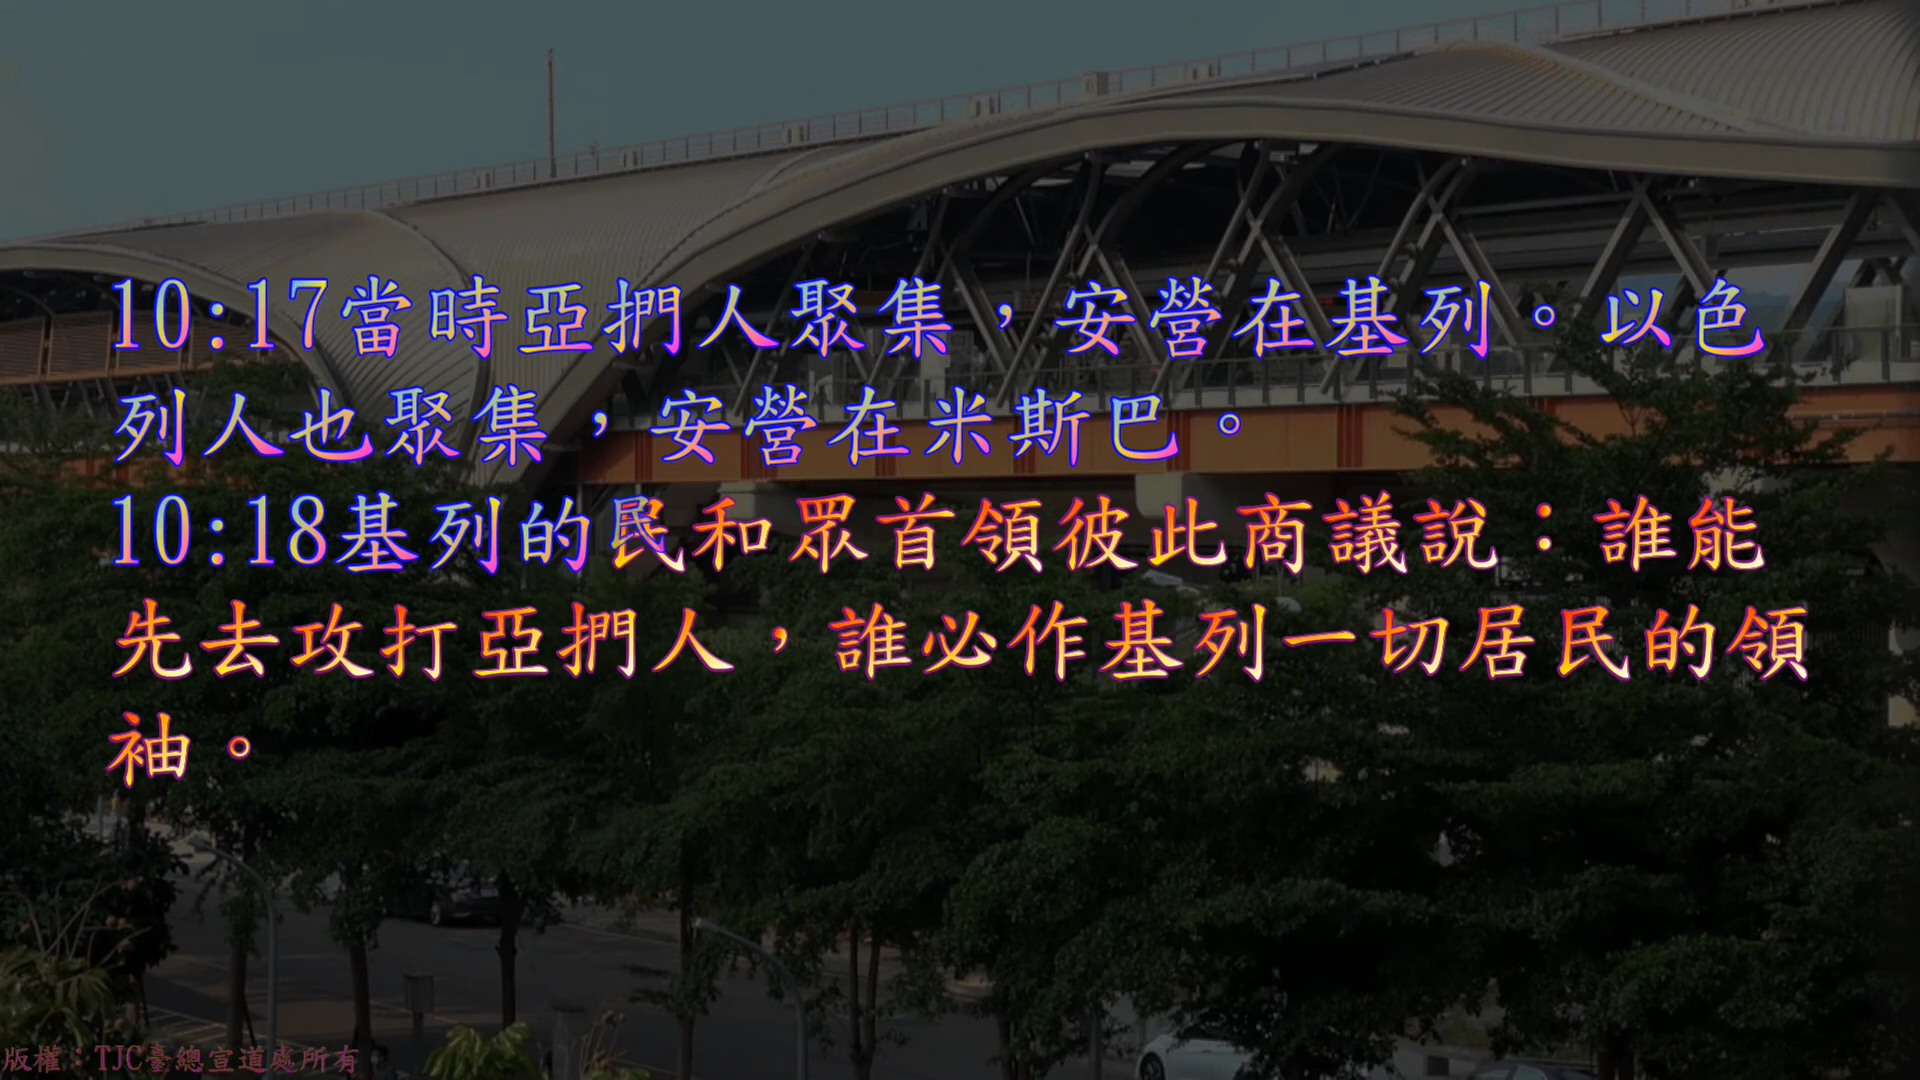 10:17當時亞捫人聚集，安營在基列。以色
列人也聚集，安營在米斯巴。
10:18基列的民和眾首領彼此商議說：誰能
先去攻打亞捫人，誰必作基列一切居民的領
袖。
版權：TJC臺總宣道處所有